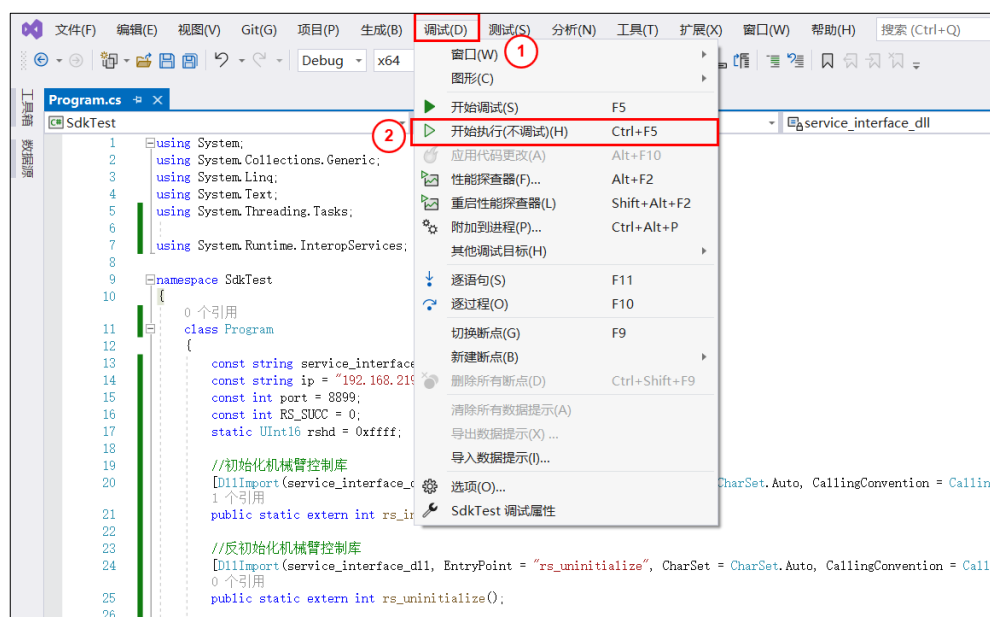 文件(F) 编辑(E) 视图(V) Git(G) 项目(P) 生成(B) 调试(D) 测试(S) 分析(N) 工具(T) 扩展(X) 窗口(W) 帮助(H) 搜索 (Ctrl+Q)
Debug x64
工具箱
数据源
Program.cs
SdkTest service_interface_dll
1 using System;
2 using System.Collections.Generic;
3 using System.Linq;
4 using System.Text;
5 using System.Threading.Tasks;
6
7 using System.Runtime.InteropServices;
8
9 namespace SdkTest
10 {
0 个引用
11 class Program
12 {
13 const string service_interface
14 const string ip = "192.168.219
15 const int port = 8899;
16 const int RS_SUCC = 0;
17 static UInt16 rshd = 0xffff;
18
19 //初始化机械臂控制库
20 [DllImport(service_interface_d CharSet.Auto, CallingConvention = Callin
1 个引用
21 public static extern int rs_in
22
23 //反初始化机械臂控制库
24 [DllImport(service_interface_dll, EntryPoint = "rs_uninitialize", CharSet = CharSet.Auto, CallingConvention = Call
0 个引用
25 public static extern int rs_uninitialize();
26
1
窗口(W)
图形(C)
开始调试(S) F5
2
开始执行(不调试)(H) Ctrl+F5
应用代码更改(A) Alt+F10
性能探查器(F)... Alt+F2
重启性能探查器(L) Shift+Alt+F2
附加到进程(P)... Ctrl+Alt+P
其他调试目标(H)
逐语句(S) F11
逐过程(O) F10
切换断点(G) F9
新建断点(B)
删除所有断点(D) Ctrl+Shift+F9
清除所有数据提示(A)
导出数据提示(X) ...
导入数据提示(I)...
选项(O)...
SdkTest 调试属性